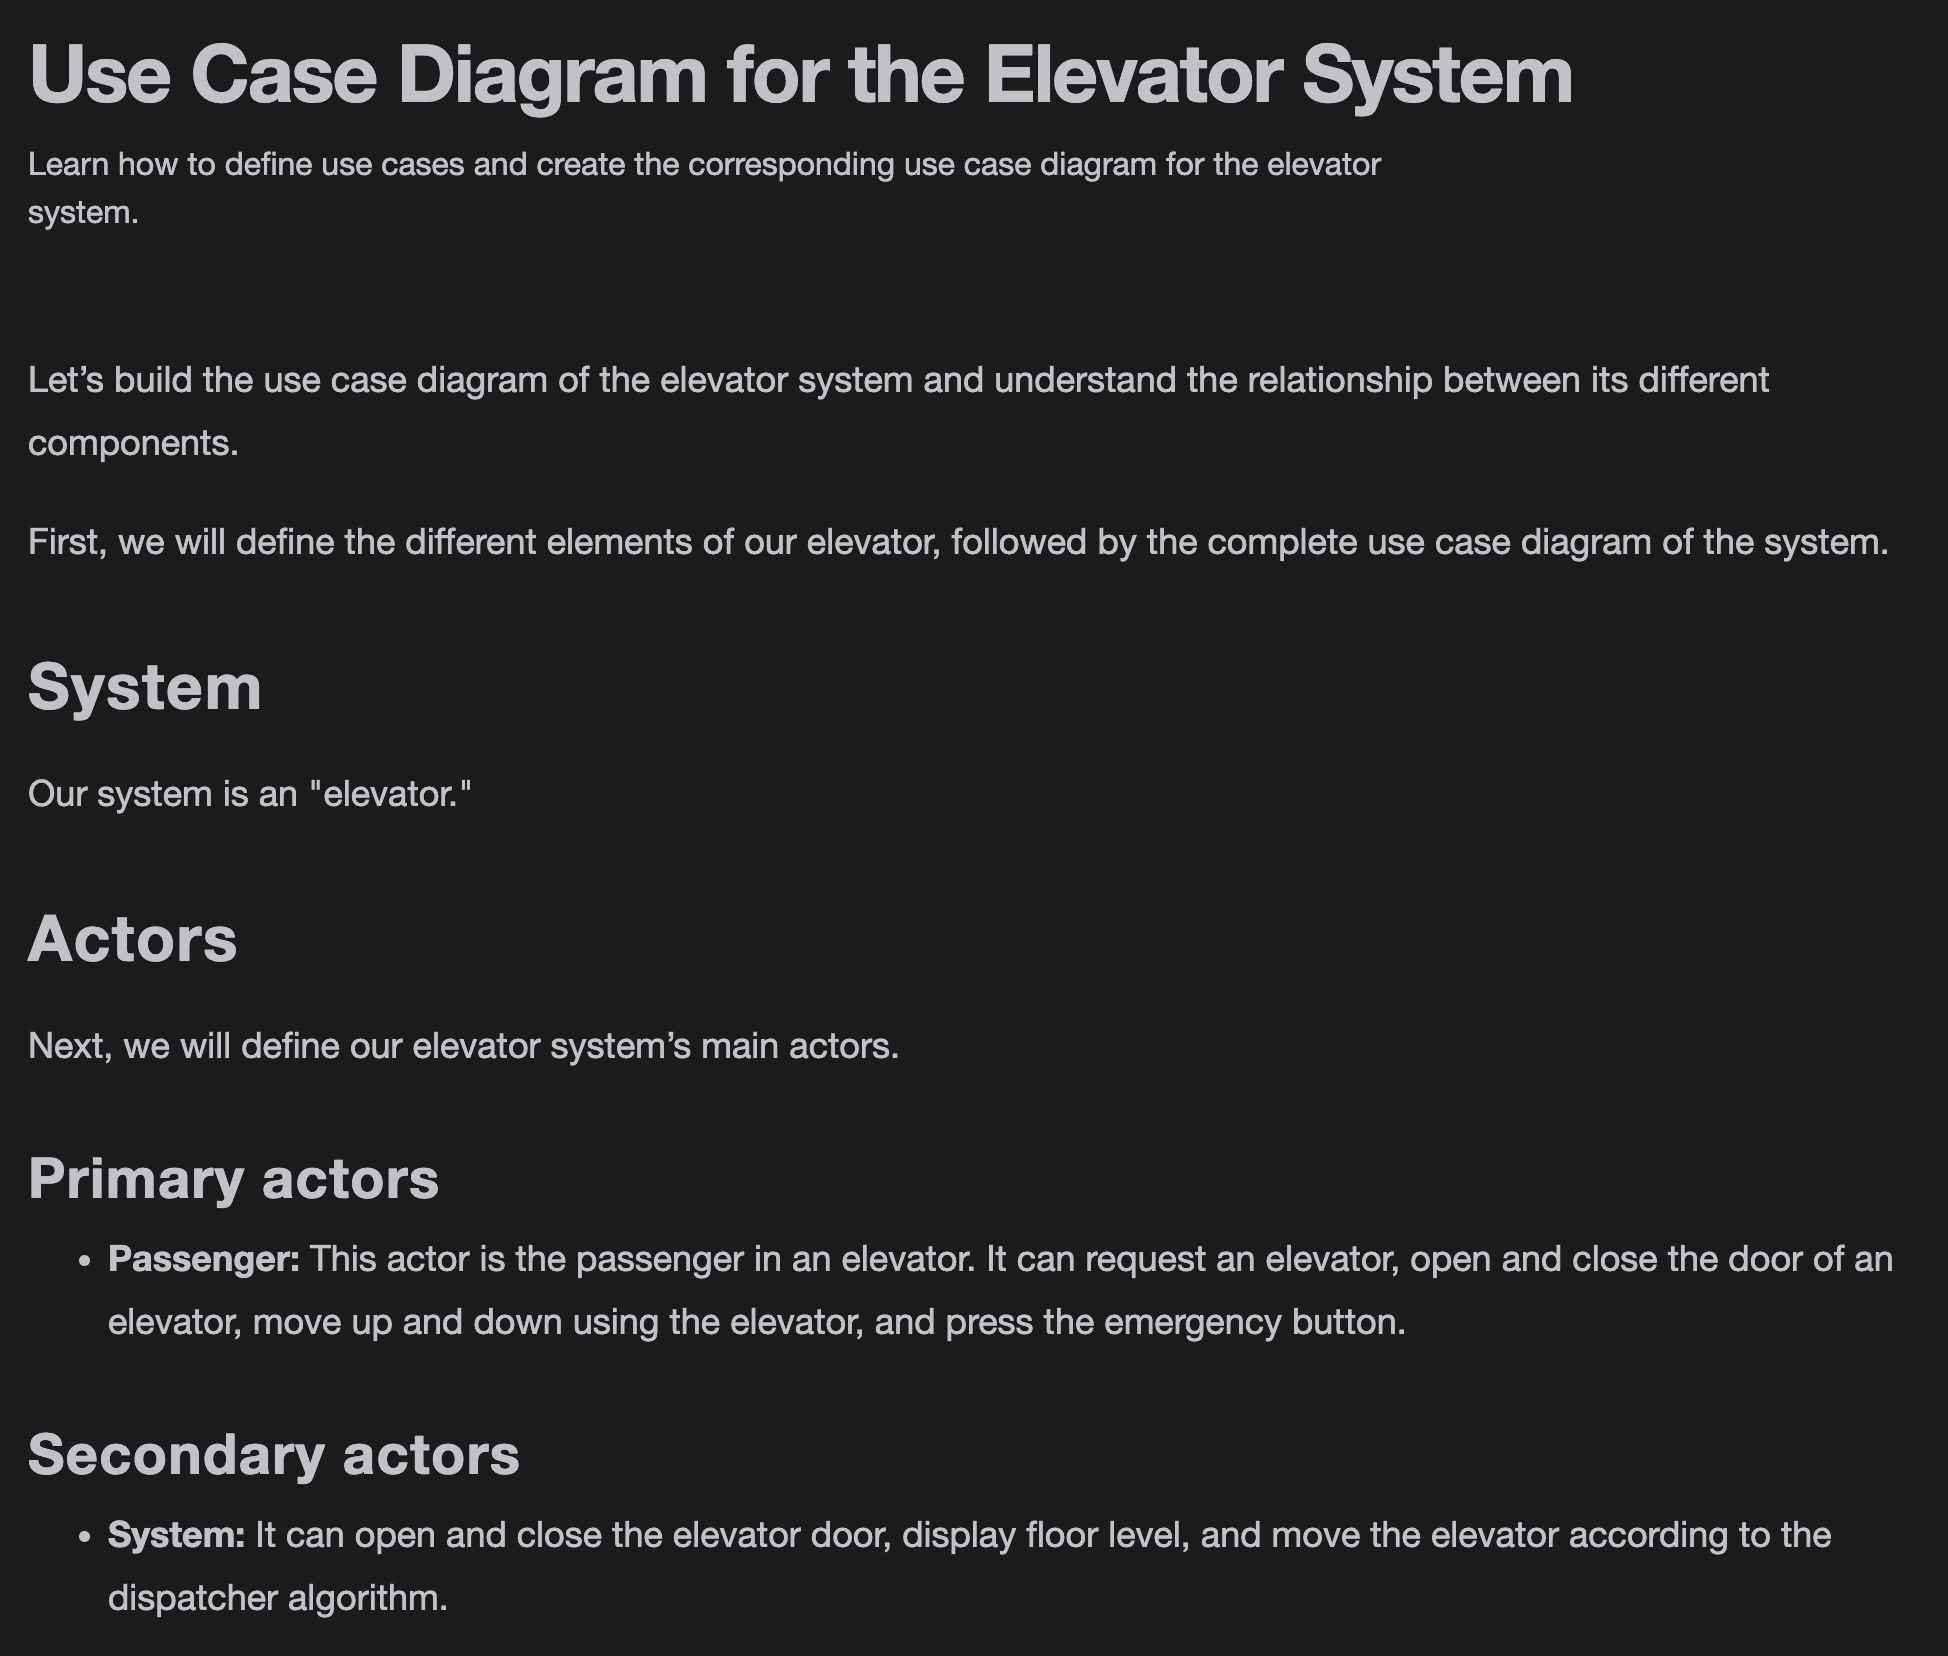 Use Case Diagram for the Elevator System
Learn how to define use cases and create the corresponding use case diagram for the elevator
system.
Let’s build the use case diagram of the elevator system and understand the relationship between its different
components.
First, we will define the different elements of our elevator, followed by the complete use case diagram of the system.
System
Our system is an "elevator."
Actors
Next, we will define our elevator system’s main actors.
Primary actors
• Passenger: This actor is the passenger in an elevator. It can request an elevator, open and close the door of an
elevator, move up and down using the elevator, and press the emergency button.
Secondary actors
• System: It can open and close the elevator door, display floor level, and move the elevator according to the
dispatcher algorithm.